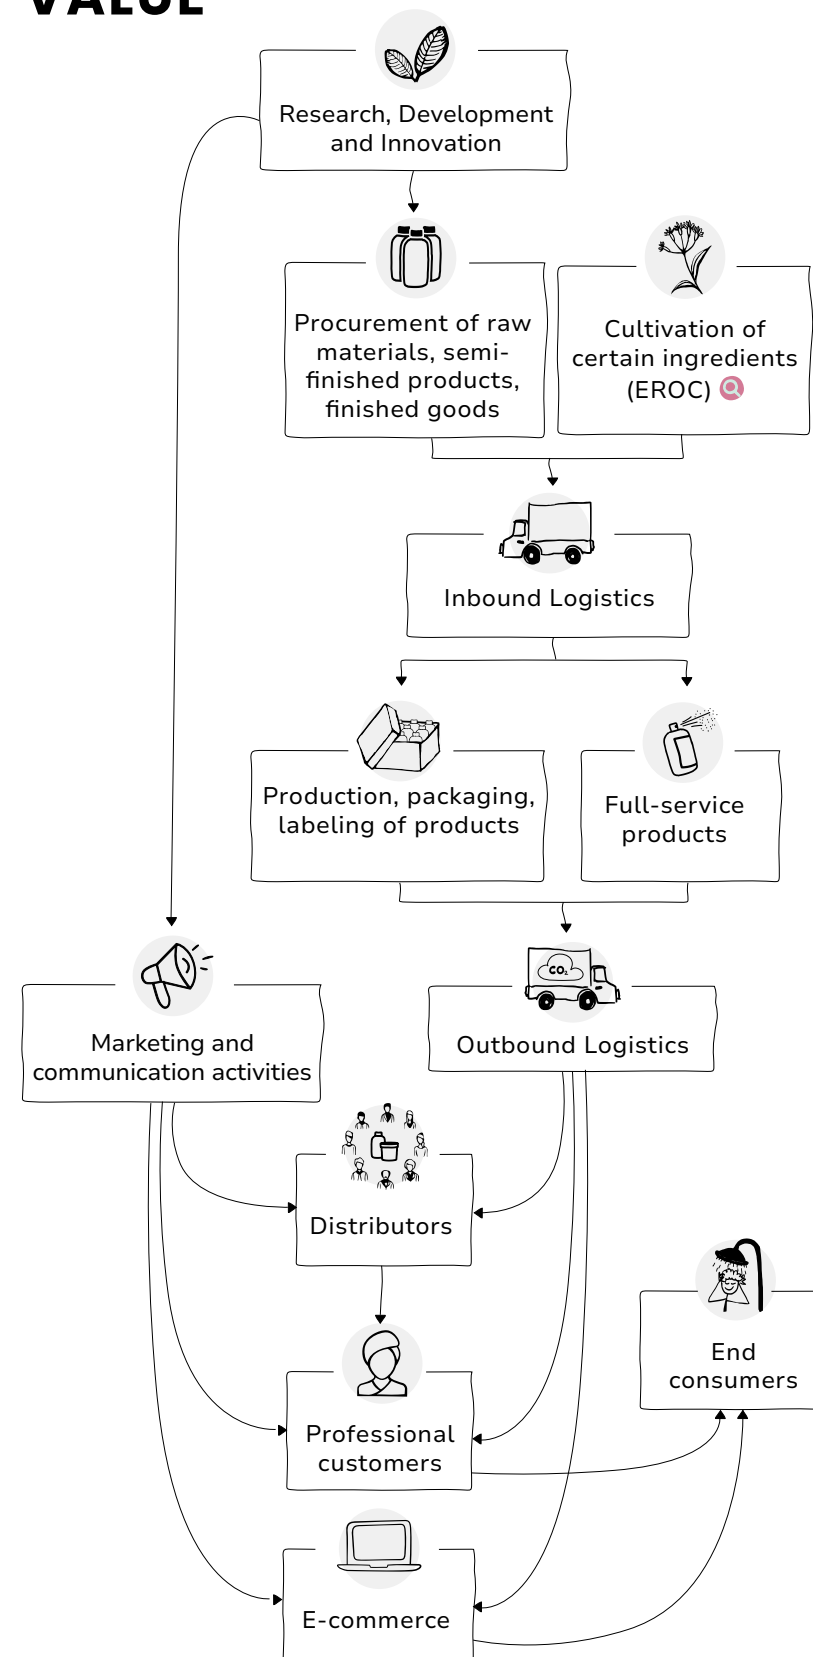 VALUE
Research, Development
and Innovation
Procurement of raw
materials, semi-
finished products,
finished goods
Cultivation of
certain ingredients
(EROC)
Inbound Logistics
Production, packaging,
labeling of products
Full-service
products
Marketing and
communication activities
CO₂
Outbound Logistics
Distributors
End
consumers
Professional
customers
E-commerce